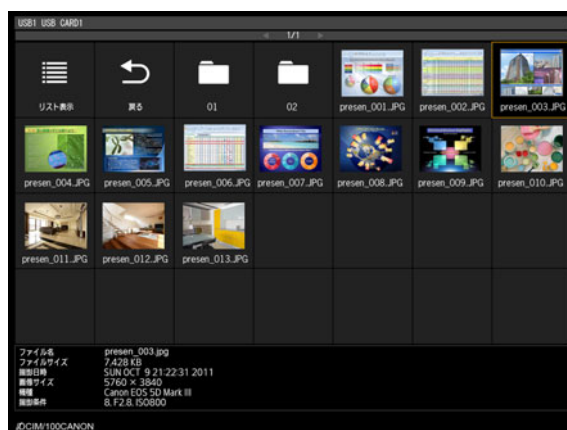 USB1 USB CARD1
1/1
リスト表示
戻る
01
02
presen_001.JPG
presen_002.JPG
presen_003.JPG
presen_004.JPG
presen_005.JPG
presen_006.JPG
presen_007.JPG
presen_008.JPG
presen_009.JPG
presen_010.JPG
presen_011.JPG
presen_012.JPG
presen_013.JPG
ファイル名 presen_003.jpg
ファイルサイズ 7,428 KB
撮影日時 SUN OCT 9 21:22:31 2011
画像サイズ 5760 × 3840
機種 Canon EOS 5D Mark III
撮影条件 8, F2.8, ISO800
/DCIM/100CANON